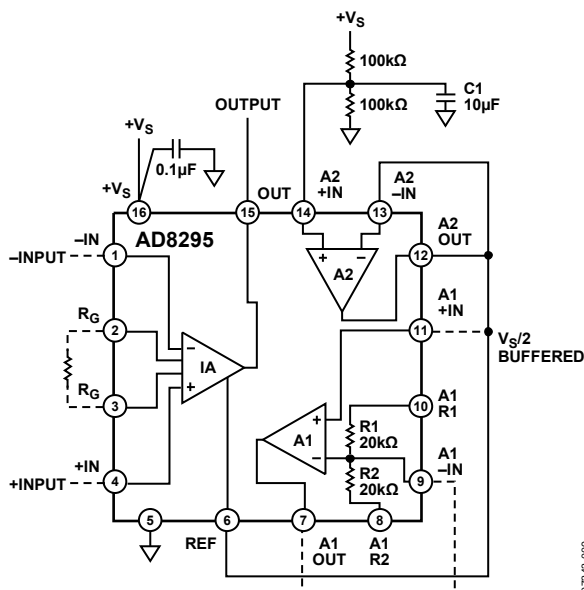 +VS
100kΩ
100kΩ
C1
10µF
OUTPUT
+VS
0.1µF
+VS
OUT
A2
+IN
A2
–IN
16
15
14
13
AD8295
A2
OUT
–IN
–INPUT
1
+ –
A2
12
A1
+IN
RG
2
–
IA
+
11
VS/2
BUFFERED
RG
3
+
A1
–
R1
20kΩ
10
A1
R1
R2
20kΩ
A1
–IN
+IN
+INPUT
4
9
5
6
7
8
REF
A1
OUT
A1
R2